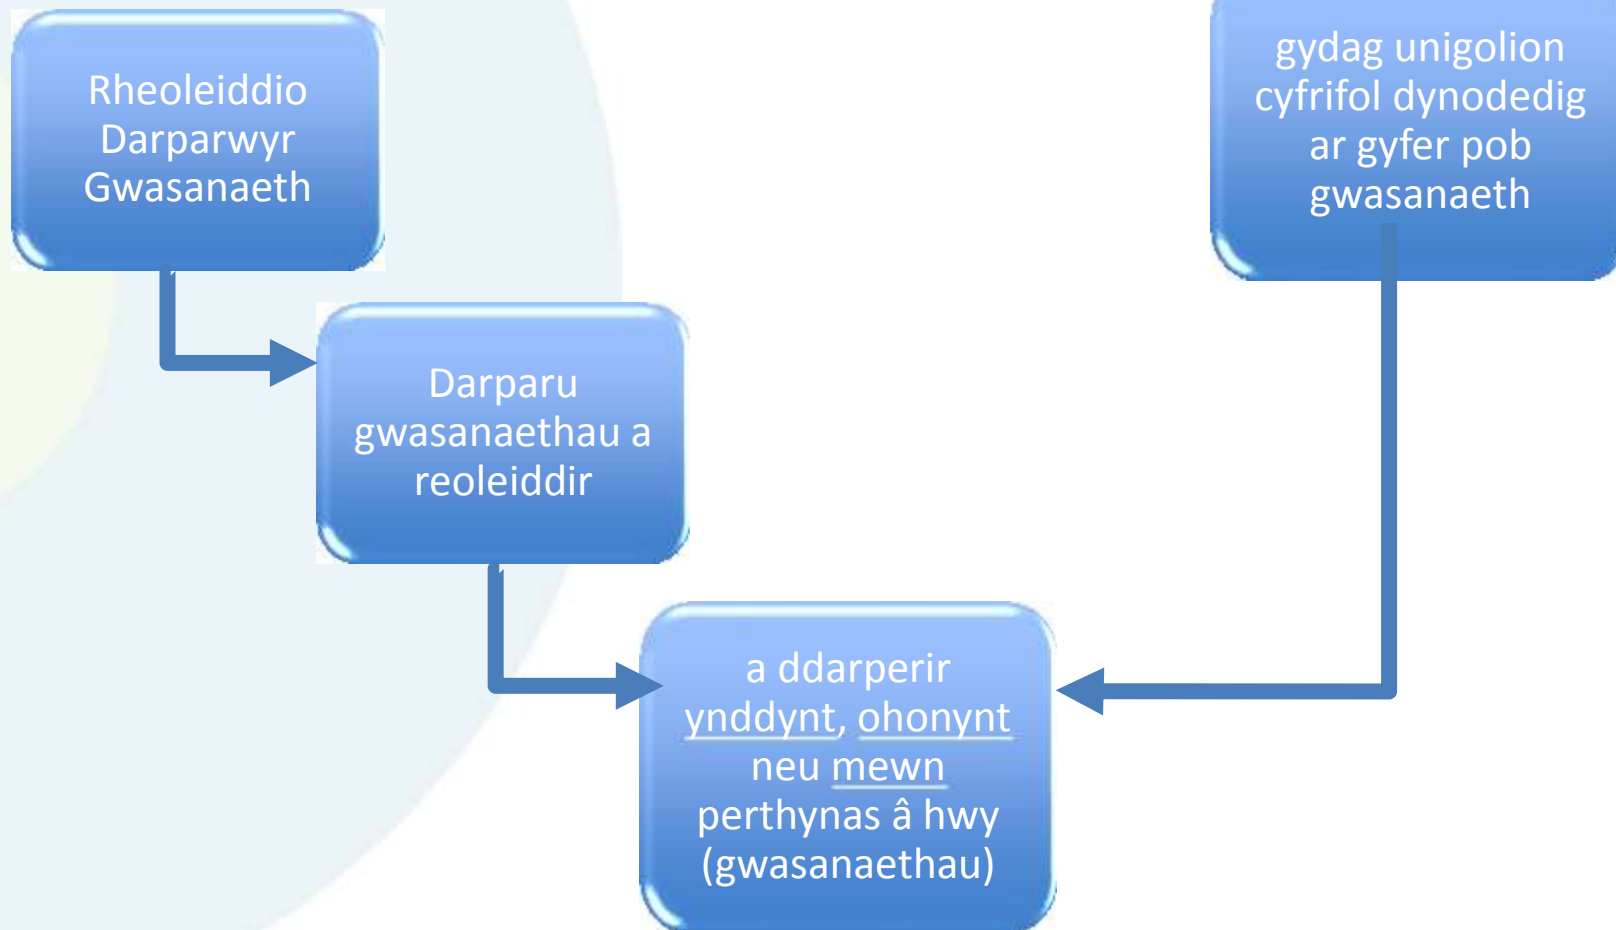 Rheoleiddio
Darparwyr
Gwasanaeth
Darparu
gwasanaethau a
reoleiddir
a ddarperir
ynddynt, ohonynt
neu mewn
perthynas â hwy
(gwasanaethau)
gydag unigolion
cyfrifol dynodedig
ar gyfer pob
gwasanaeth